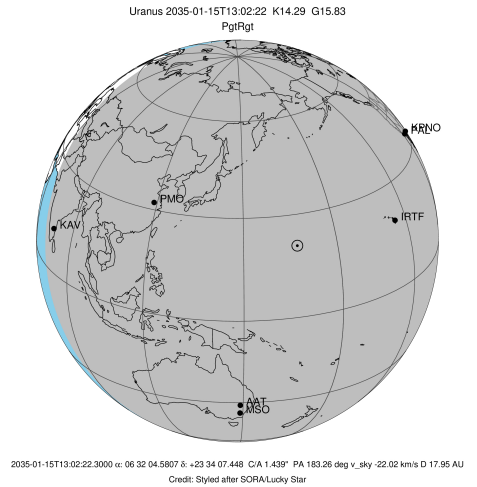 Uranus 2035-01-15T13:02:22 K14.29 G15.83
PgtRgt
KPNO
PAL
PMO
IRTF
KAV
AAT
MSO
2035-01-15T13:02:22.3000 α: 06 32 04.5807 δ: +23 34 07.448 C/A 1.439" PA 183.26 deg v_sky -22.02 km/s D 17.95 AU
Credit: Styled after SORA/Lucky Star